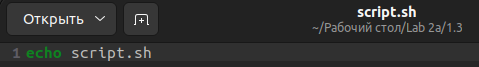 Открыть
script.sh
~/Рабочий стол/Lab 2a/1.3
1 echo script.sh